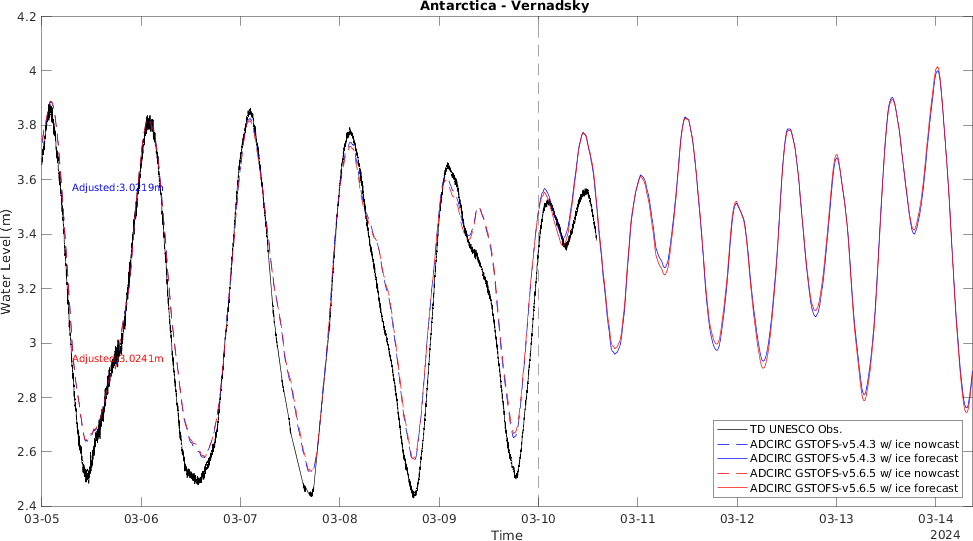 Antarctica - Vernadsky
4.2
4
3.8
3.6
3.4
3.2
3
2.8
2.6
2.4
Water Level (m)
Adjusted:3.0219m
Adjusted:3.0241m
TD UNESCO Obs.
ADCIRC GSTOFS-v5.4.3 w/ ice nowcast
ADCIRC GSTOFS-v5.4.3 w/ ice forecast
ADCIRC GSTOFS-v5.6.5 w/ ice nowcast
ADCIRC GSTOFS-v5.6.5 w/ ice forecast
03-05 03-06 03-07 03-08 03-09 03-10 03-11 03-12 03-13 03-14
Time
2024